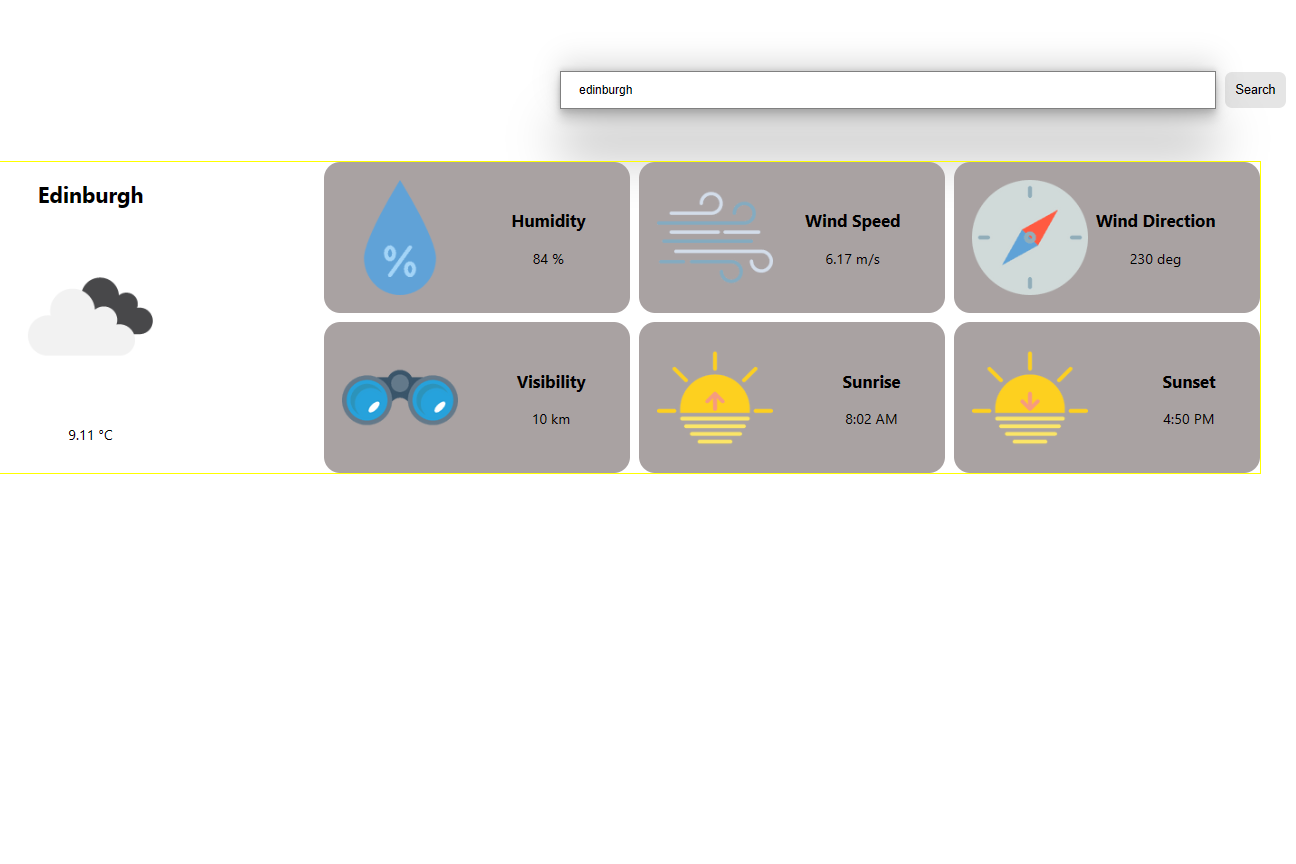 edinburgh
Search
Edinburgh
9.11 °C
Humidity
84 %
Wind Speed
6.17 m/s
Wind Direction
230 deg
Visibility
10 km
Sunrise
8:02 AM
Sunset
4:50 PM
%